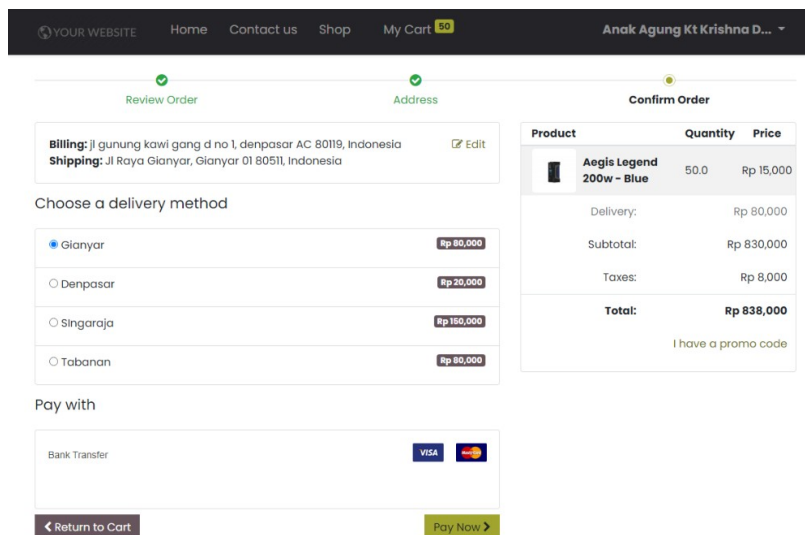 YOUR WEBSITE Home Contact us Shop My Cart 50 Anak Agung Kt Krishna D...
Review Order Address Confirm Order
Billing: jl gunung kawi gang d no 1, denpasar AC 80119, Indonesia Edit
Shipping: Jl Raya Gianyar, Gianyar 01 80511, Indonesia
Choose a delivery method
Gianyar Rp 80,000
Denpasar Rp 20,000
SIngaraja Rp 150,000
Tabanan Rp 80,000
Pay with
Bank Transfer VISA MasterCard
Return to Cart Pay Now
Product Quantity Price
Aegis Legend
200w - Blue 50.0 Rp 15,000
Delivery: Rp 80,000
Subtotal: Rp 830,000
Taxes: Rp 8,000
Total: Rp 838,000
I have a promo code